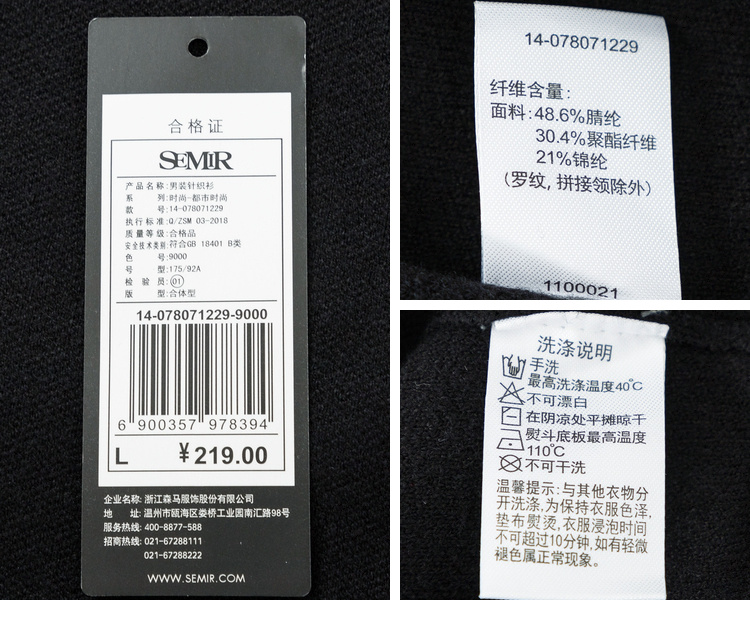 合格证
SEMIR
产品名称:男装针织衫
系 列:时尚-都市时尚
款 号:14-078071229
执行标准:Q/ZSM 03-2018
质量等级:合格品
安全技术类别:符合GB 18401 B类
色 号:9000
号 型:175/92A
检 验 员:01
版 型:合体型
14-078071229-9000
6 900357 978394
L ¥219.00
企业名称:浙江森马服饰股份有限公司
地 址:温州市瓯海区娄桥工业园南汇路98号
服务热线:400-8877-588
招商热线:021-67288111
021-67288222
WWW.SEMIR.COM
14-078071229
纤维含量:
面料:48.6%腈纶
30.4%聚酯纤维
21%锦纶
(罗纹,拼接领除外)
1100021
洗涤说明
手洗
最高洗涤温度40℃
不可漂白
在阴凉处平摊晾干
熨斗底板最高温度
110℃
不可干洗
温馨提示:与其他衣物分
开洗涤,为保持衣服色泽,
垫布熨烫,衣服浸泡时间
不可超过10分钟,如有轻微
褪色属正常现象。